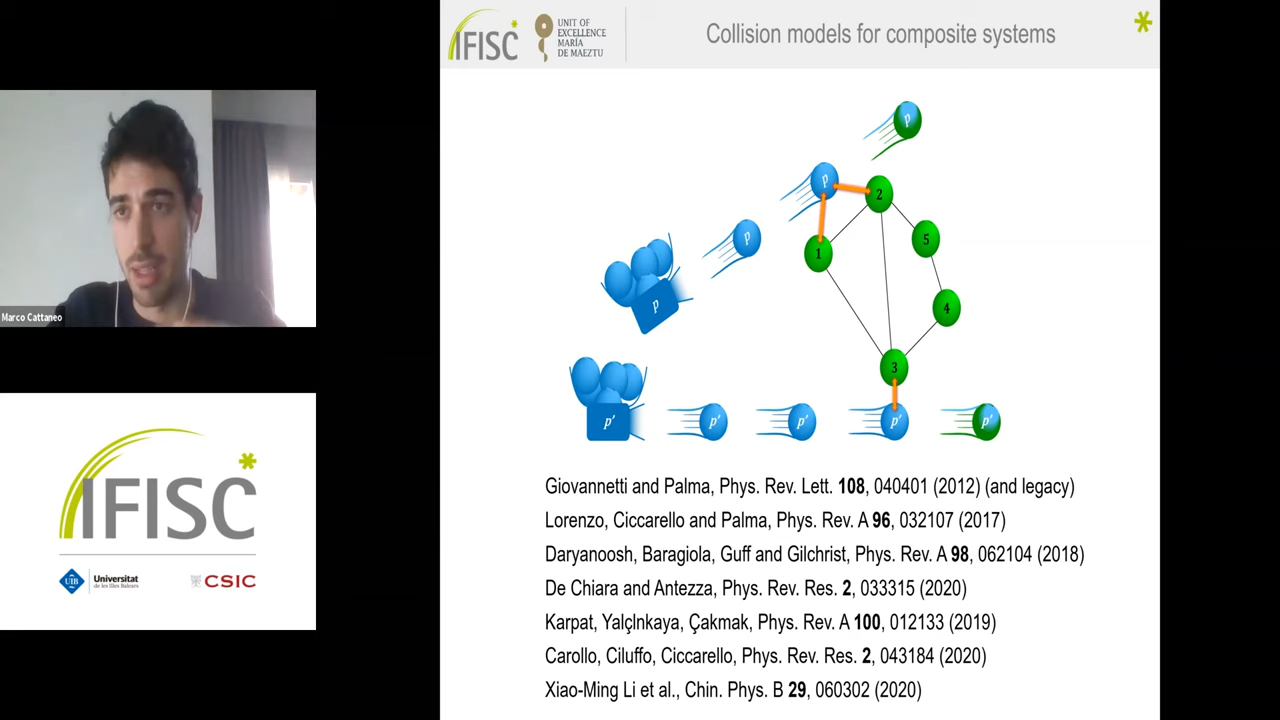 IFISC
UNIT OF
EXCELLENCE
MARÍA
DE MAEZTU
Collision models for composite systems
p
p
2
p
5
1
p
4
3
p'
p'
p'
p'
p'
Marco Cattaneo
IFISC
UIB
Universitat
de les Illes Balears
CSIC
Giovannetti and Palma, Phys. Rev. Lett. 108, 040401 (2012) (and legacy)
Lorenzo, Ciccarello and Palma, Phys. Rev. A 96, 032107 (2017)
Daryanoosh, Baragiola, Guff and Gilchrist, Phys. Rev. A 98, 062104 (2018)
De Chiara and Antezza, Phys. Rev. Res. 2, 033315 (2020)
Karpat, Yalçlnkaya, Çakmak, Phys. Rev. A 100, 012133 (2019)
Carollo, Ciluffo, Ciccarello, Phys. Rev. Res. 2, 043184 (2020)
Xiao-Ming Li et al., Chin. Phys. B 29, 060302 (2020)